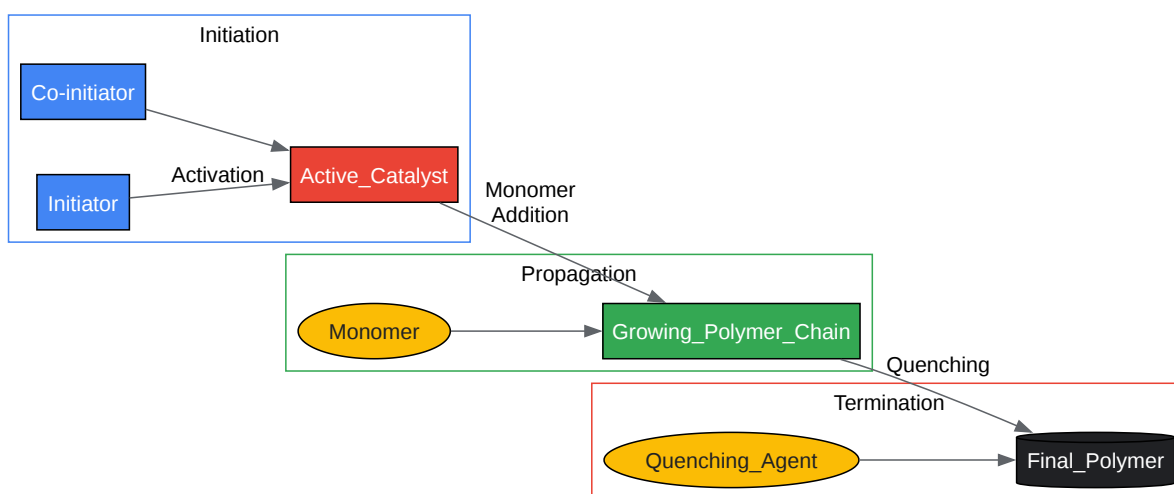 Initiation
Co-initiator
Activation
Initiator
Active_Catalyst
Monomer
Addition
Propagation
Monomer
Growing_Polymer_Chain
Quenching
Termination
Quenching_Agent
Final_Polymer